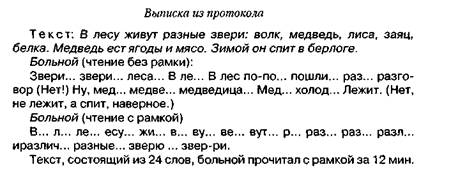 Выписка из протокола
Текст: В лесу живут разные звери: волк, медведь, лиса, заяц,
белка. Медведь ест ягоды и мясо. Зимой он спит в берлоге.
Больной (чтение без рамки):
Звери... звери... леса... В ле... В лес по-по... пошли... раз... разго-
вор (Нет!) Ну, мед... медве... медведица... Мед... холод... Лежит. (Нет,
не лежит, а спит, наверное.)
Больной (чтение с рамкой)
В... л... ле... есу... жи... в... ву... ве... вут... р... раз... раз... разл...
иразлич... разные... зверю ... звер-ри.
Текст, состоящий из 24 слов, больной прочитал с рамкой за 12 мин.